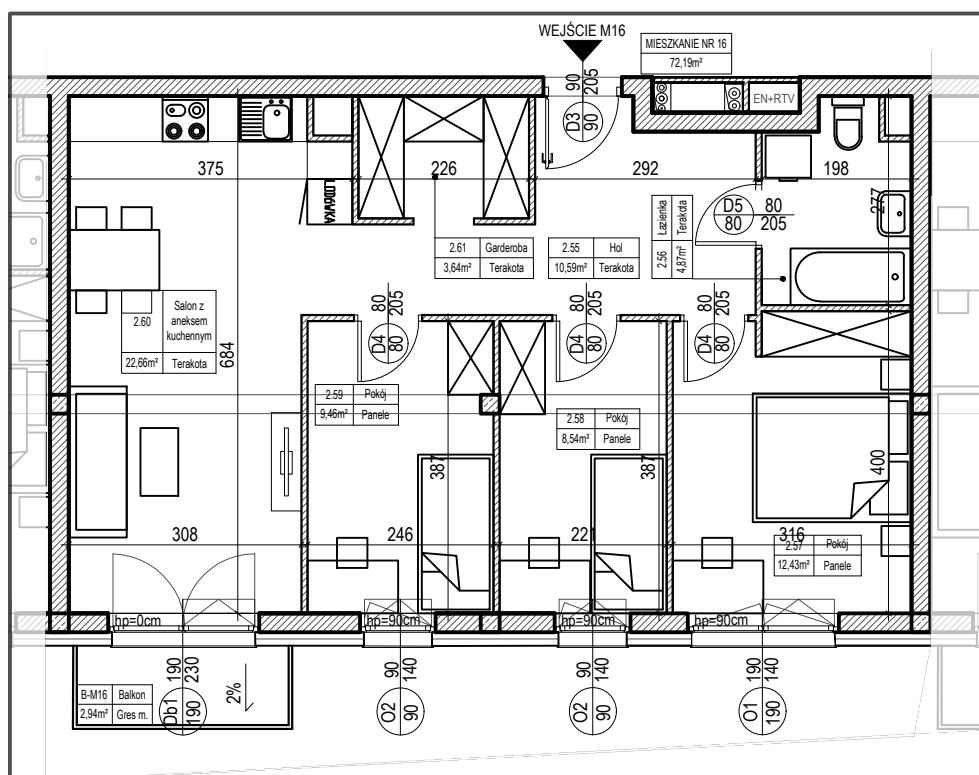 WEJŚCIE M16
MIESZKANIE NR 16
72,19m²
EN+RTV
90
205
D3
90
375
226
292
198
277
LODÓWKA
D5
80
80
205
2.61 Garderoba
3,64m² Terakota
2.55 Hol
10,59m² Terakota
2.56 Łazienka
4,87m² Terakota
2.60 Salon z
aneksem
kuchennym
22,66m² Terakota
684
80
205
D4
80
80
205
D4
80
80
205
D4
80
2.59 Pokój
9,46m² Panele
2.58 Pokój
8,54m² Panele
387
387
400
308
246
221
316
2.57 Pokój
12,43m² Panele
hp=0cm
hp=90cm
hp=90cm
hp=90cm
B-M16 Balkon
2,94m² Gres m.
190
230
Db1
190
2%
90
140
O2
90
90
140
O2
90
190
140
O1
190